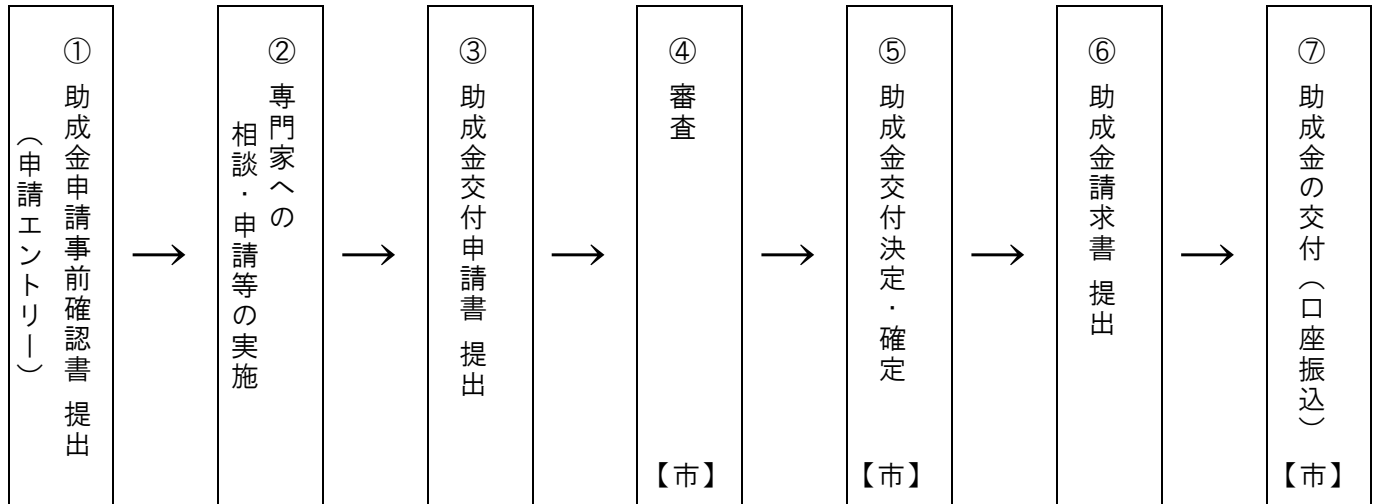 ① 助成金申請事前確認書 提出
（申請エントリー）
→
② 専門家への
相談・申請等の実施
→
③ 助成金交付申請書 提出
→
④ 審査
【市】
→
⑤ 助成金交付決定・確定
【市】
→
⑥ 助成金請求書 提出
→
⑦ 助成金の交付（口座振込）
【市】